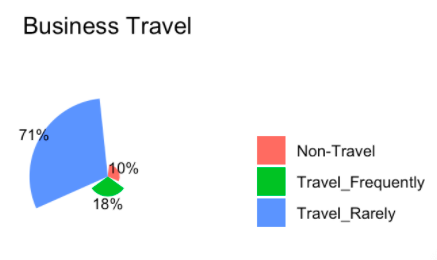 Business Travel
71%
10%
18%
Non-Travel
Travel_Frequently
Travel_Rarely